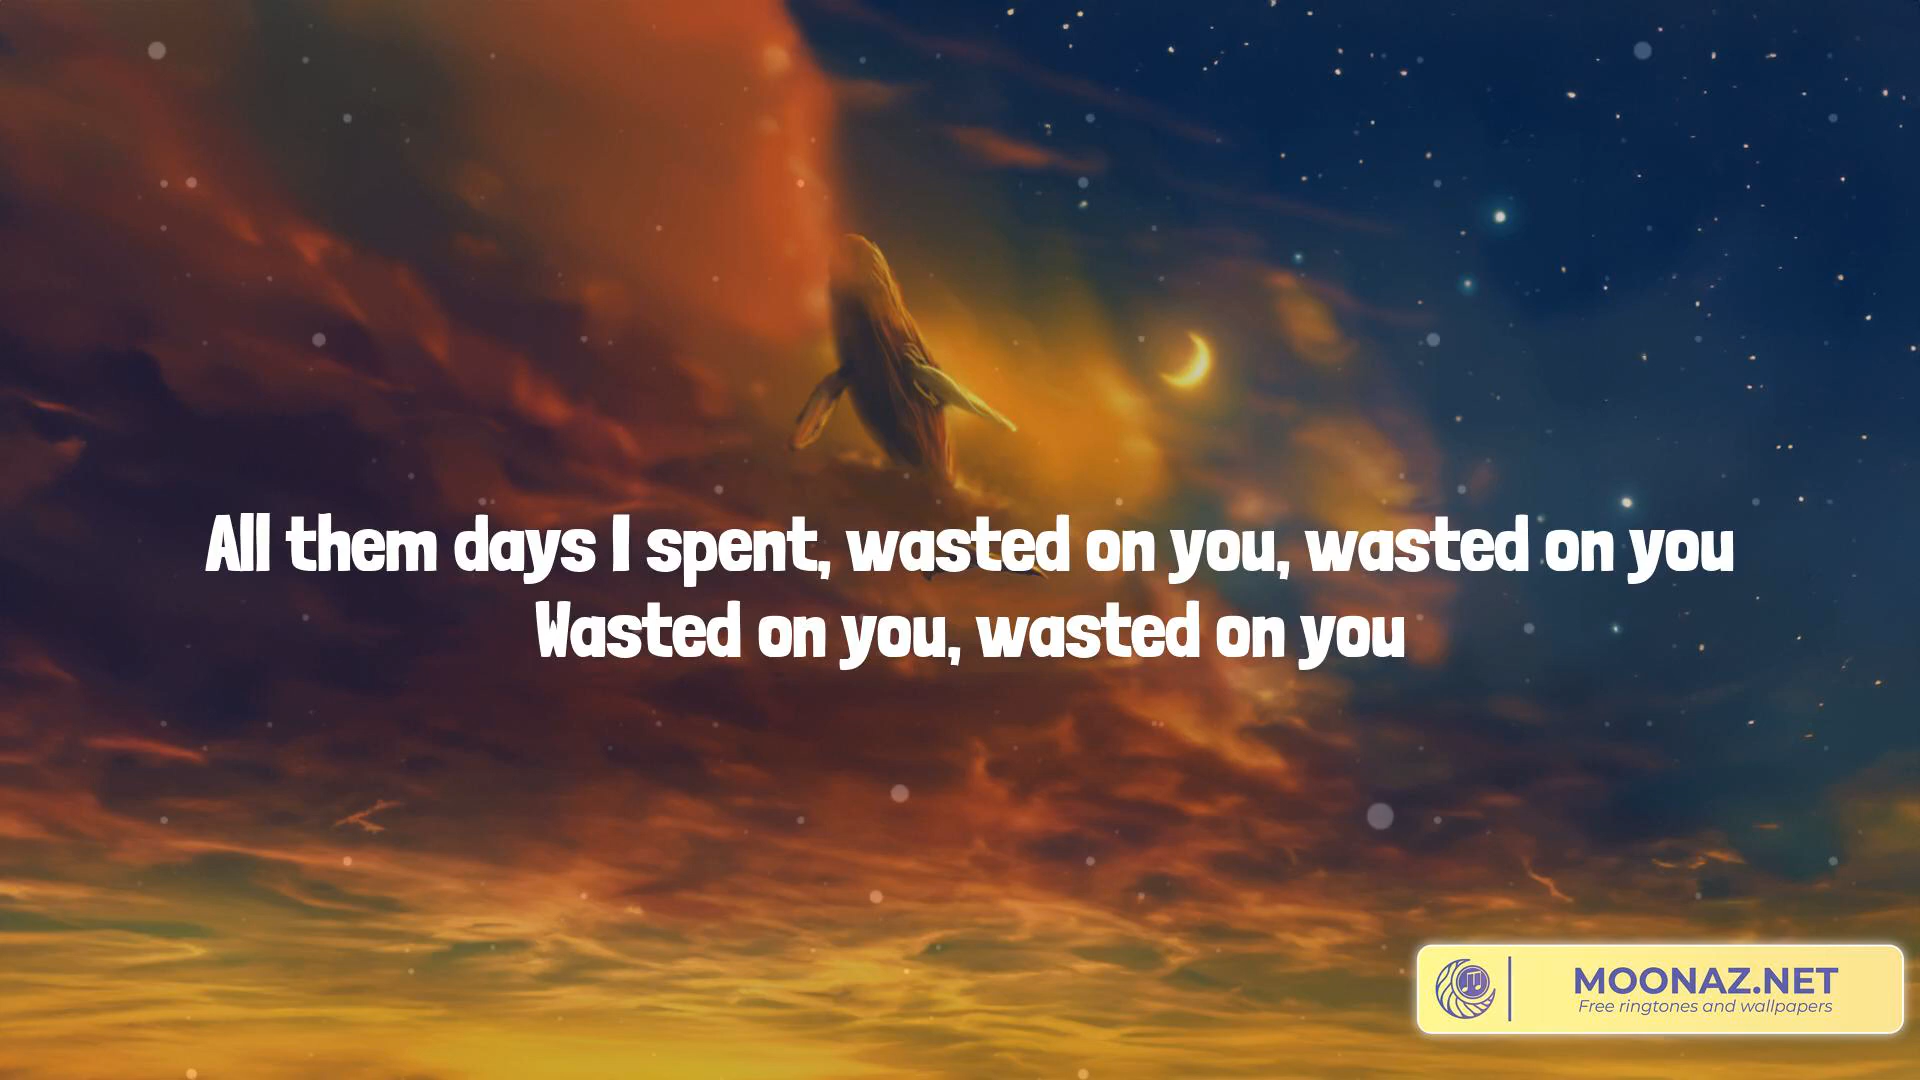 All them days I spent, wasted on you, wasted on you
Wasted on you, wasted on you
MOONAZ.NET
Free ringtones and wallpapers